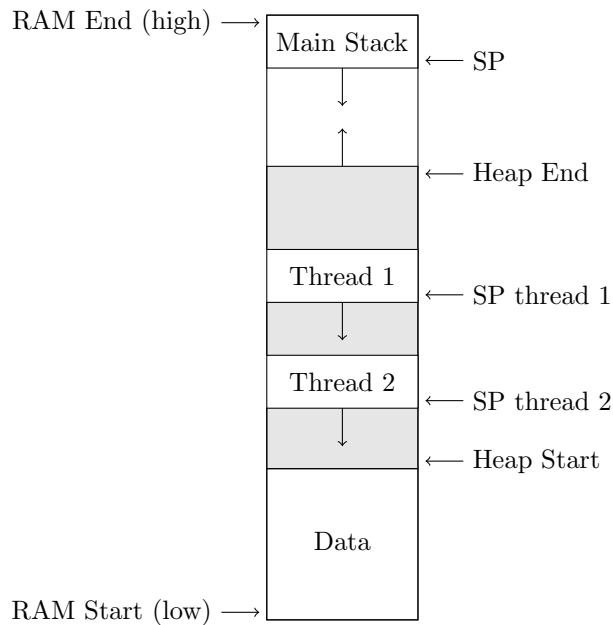 RAM End (high)
Main Stack
SP
Heap End
Thread 1
SP thread 1
Thread 2
SP thread 2
Heap Start
Data
RAM Start (low)